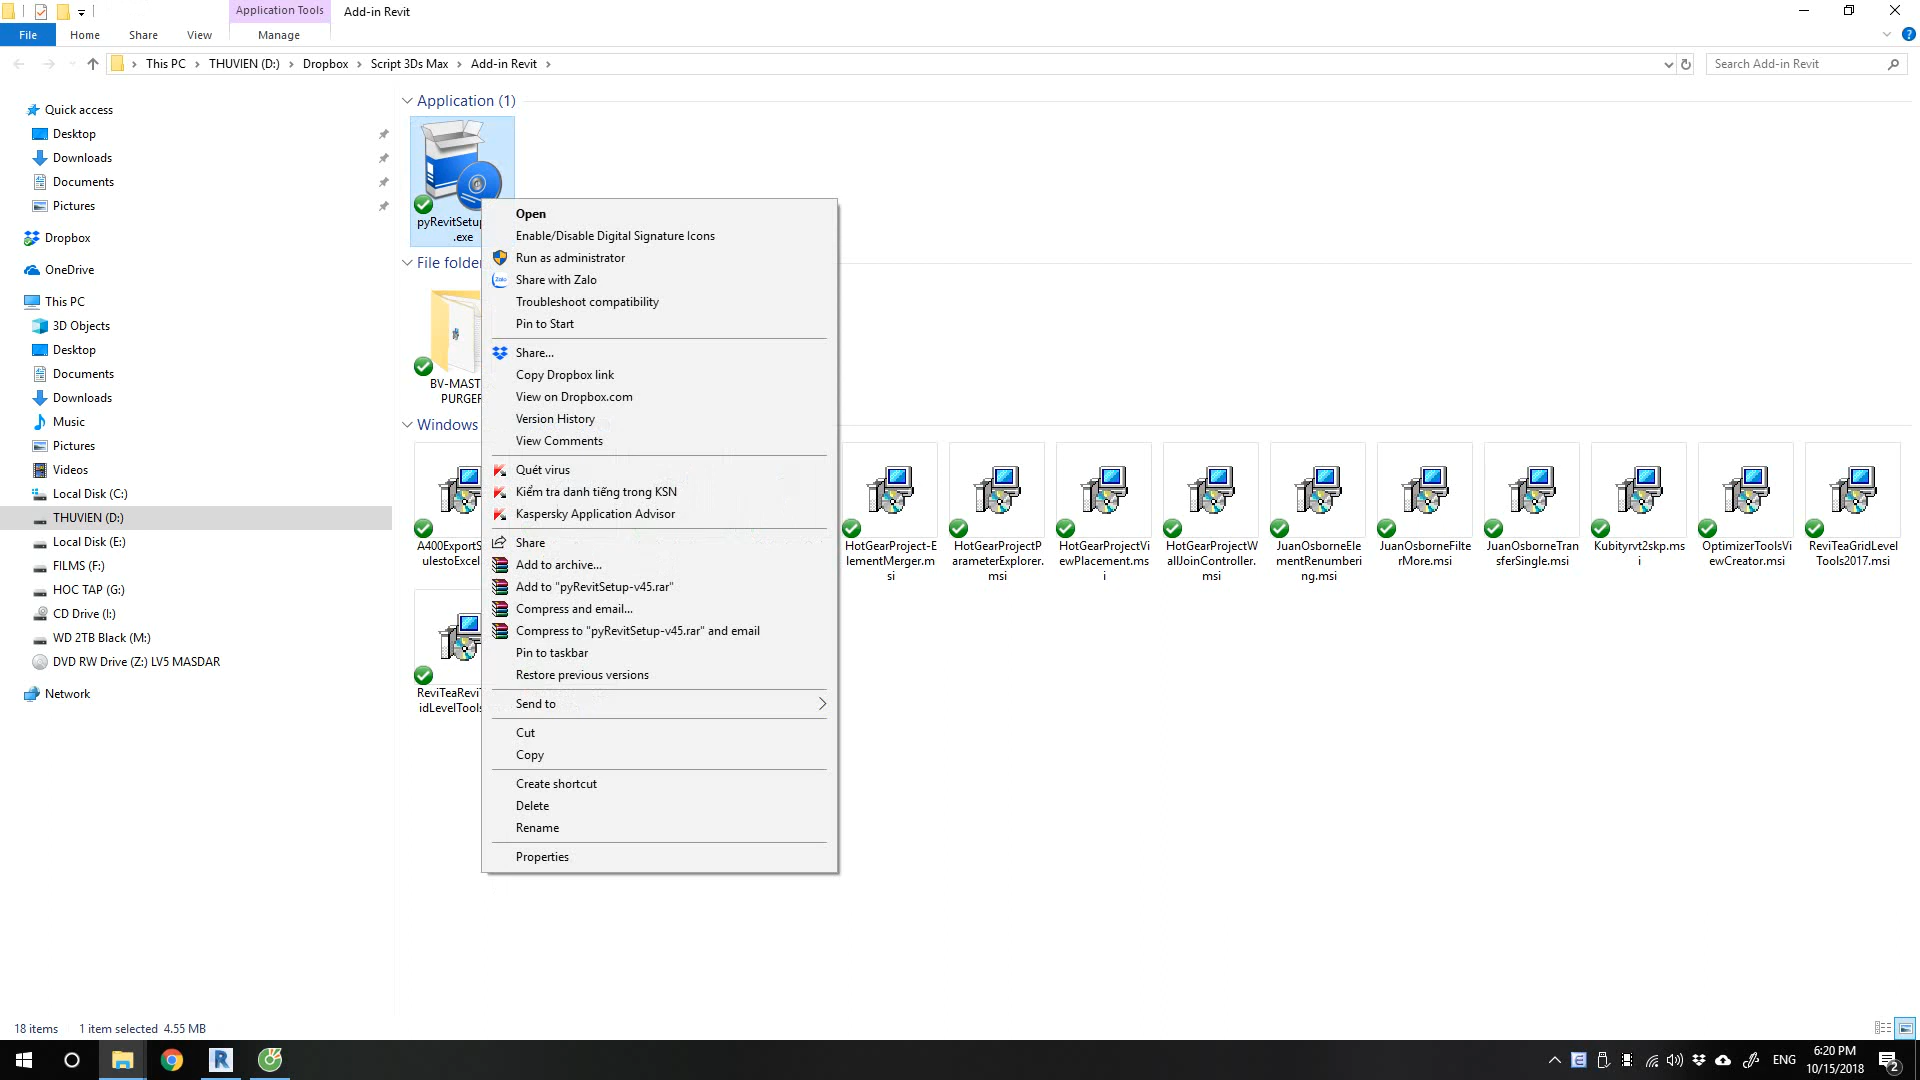 Application Tools
Add-in Revit
File
Home
Share
View
Manage
This PC
THUVIEN (D:)
Dropbox
Script 3Ds Max
Add-in Revit
Search Add-in Revit
Quick access
Desktop
Downloads
Documents
Pictures
Dropbox
OneDrive
This PC
3D Objects
Desktop
Documents
Downloads
Music
Pictures
Videos
Local Disk (C:)
THUVIEN (D:)
Local Disk (E:)
FILMS (F:)
HOC TAP (G:)
CD Drive (I:)
WD 2TB Black (M:)
DVD RW Drive (Z:) LV5 MASDAR
Network
Application (1)
pyRevitSetup
.exe
File folder
BV-MAST
PURGER
Windows
A400ExportS
ulestoExcel
ReviTeaRevi
idLevelTools
Open
Enable/Disable Digital Signature Icons
Run as administrator
Share with Zalo
Troubleshoot compatibility
Pin to Start
Share...
Copy Dropbox link
View on Dropbox.com
Version History
View Comments
Quét virus
Kiểm tra danh tiếng trong KSN
Kaspersky Application Advisor
Share
Add to archive...
Add to "pyRevitSetup-v45.rar"
Compress and email...
Compress to "pyRevitSetup-v45.rar" and email
Pin to taskbar
Restore previous versions
Send to
Cut
Copy
Create shortcut
Delete
Rename
Properties
HotGearProject-E
lementMerger.m
si
HotGearProjectP
arameterExplorer.
msi
HotGearProjectVi
ewPlacement.ms
i
HotGearProjectW
allJoinController.
msi
JuanOsborneEle
mentRenumberi
ng.msi
JuanOsborneFilte
rMore.msi
JuanOsborneTran
sferSingle.msi
Kubityrvt2skp.ms
i
OptimizerToolsVi
ewCreator.msi
ReviTeaGridLevel
Tools2017.msi
18 items
1 item selected 4.55 MB
ENG
6:20 PM
10/15/2018
2